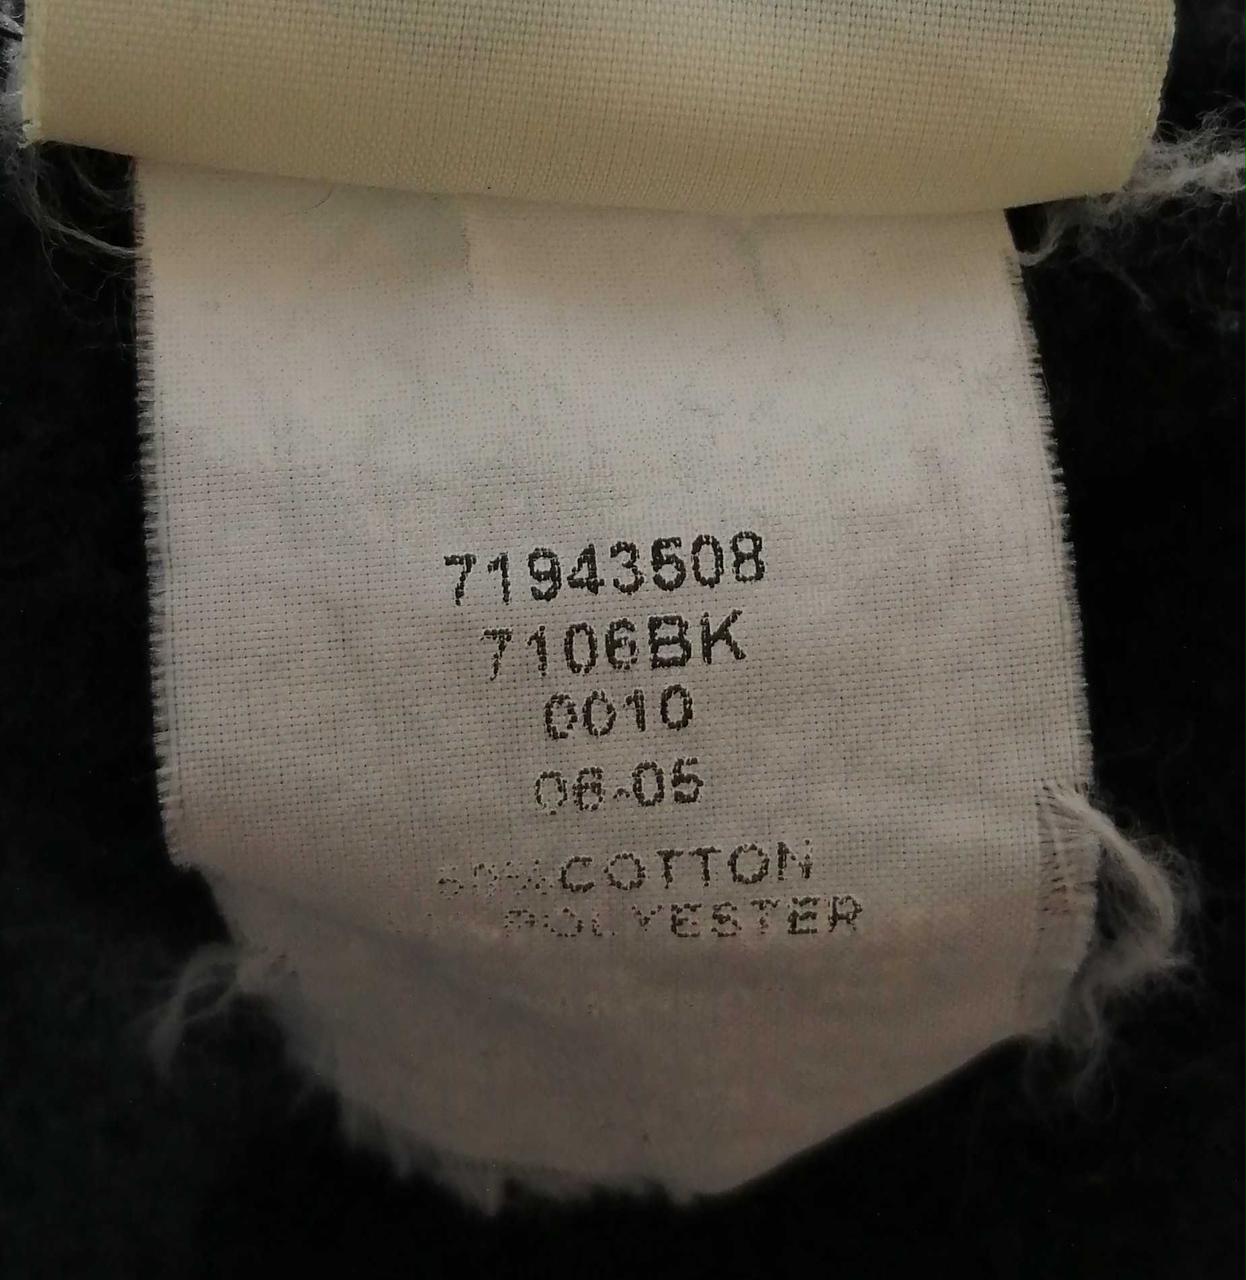 71943508
7106BK
0010
06-05
COTTON
POLYESTER